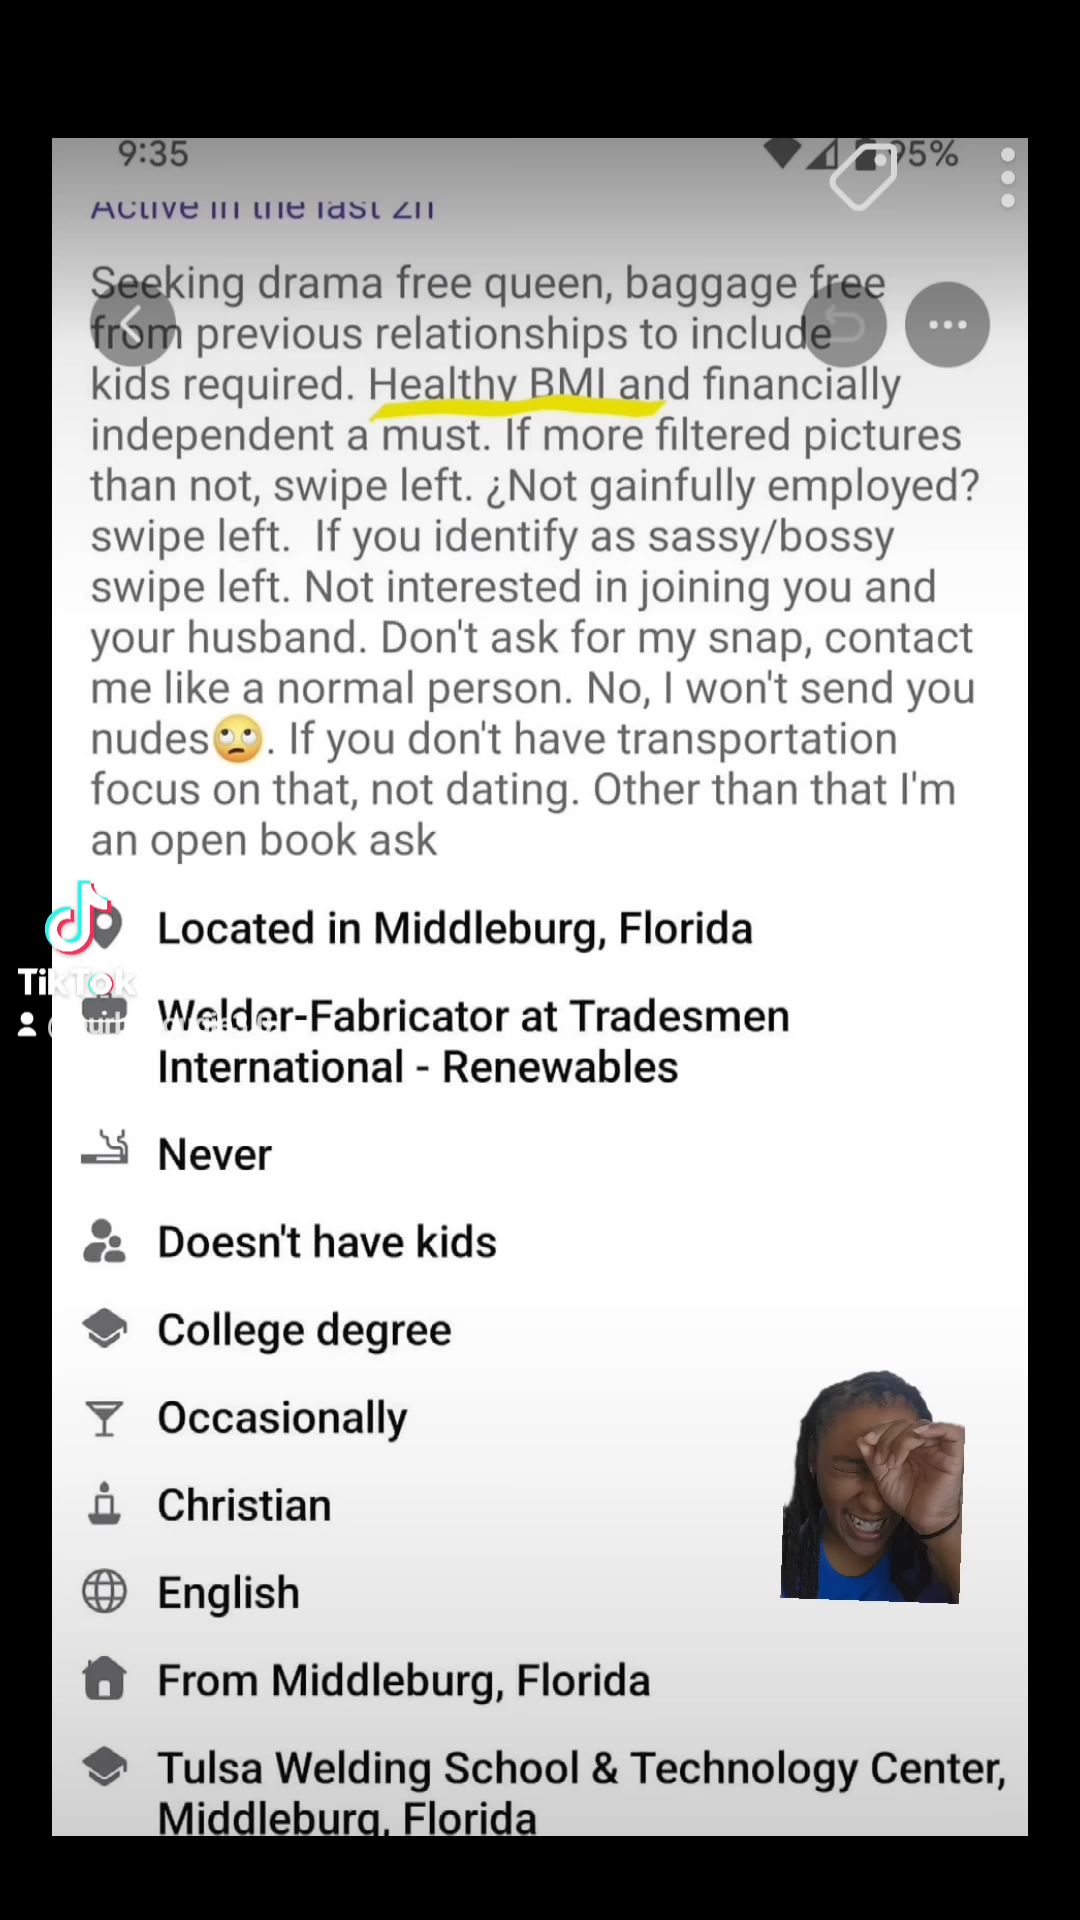 9:35
95%
Active in the last 2h
Seeking drama free queen, baggage free
from previous relationships to include
kids required. Healthy BMI and financially
independent a must. If more filtered pictures
than not, swipe left. ¿Not gainfully employed?
swipe left.  If you identify as sassy/bossy
swipe left. Not interested in joining you and
your husband. Don't ask for my snap, contact
me like a normal person. No, I won't send you
nudes🙄. If you don't have transportation
focus on that, not dating. Other than that I'm
an open book ask
Located in Middleburg, Florida
TikTok
Welder-Fabricator at Tradesmen
International - Renewables
Never
Doesn't have kids
College degree
Occasionally
Christian
English
From Middleburg, Florida
Tulsa Welding School & Technology Center,
Middleburg, Florida